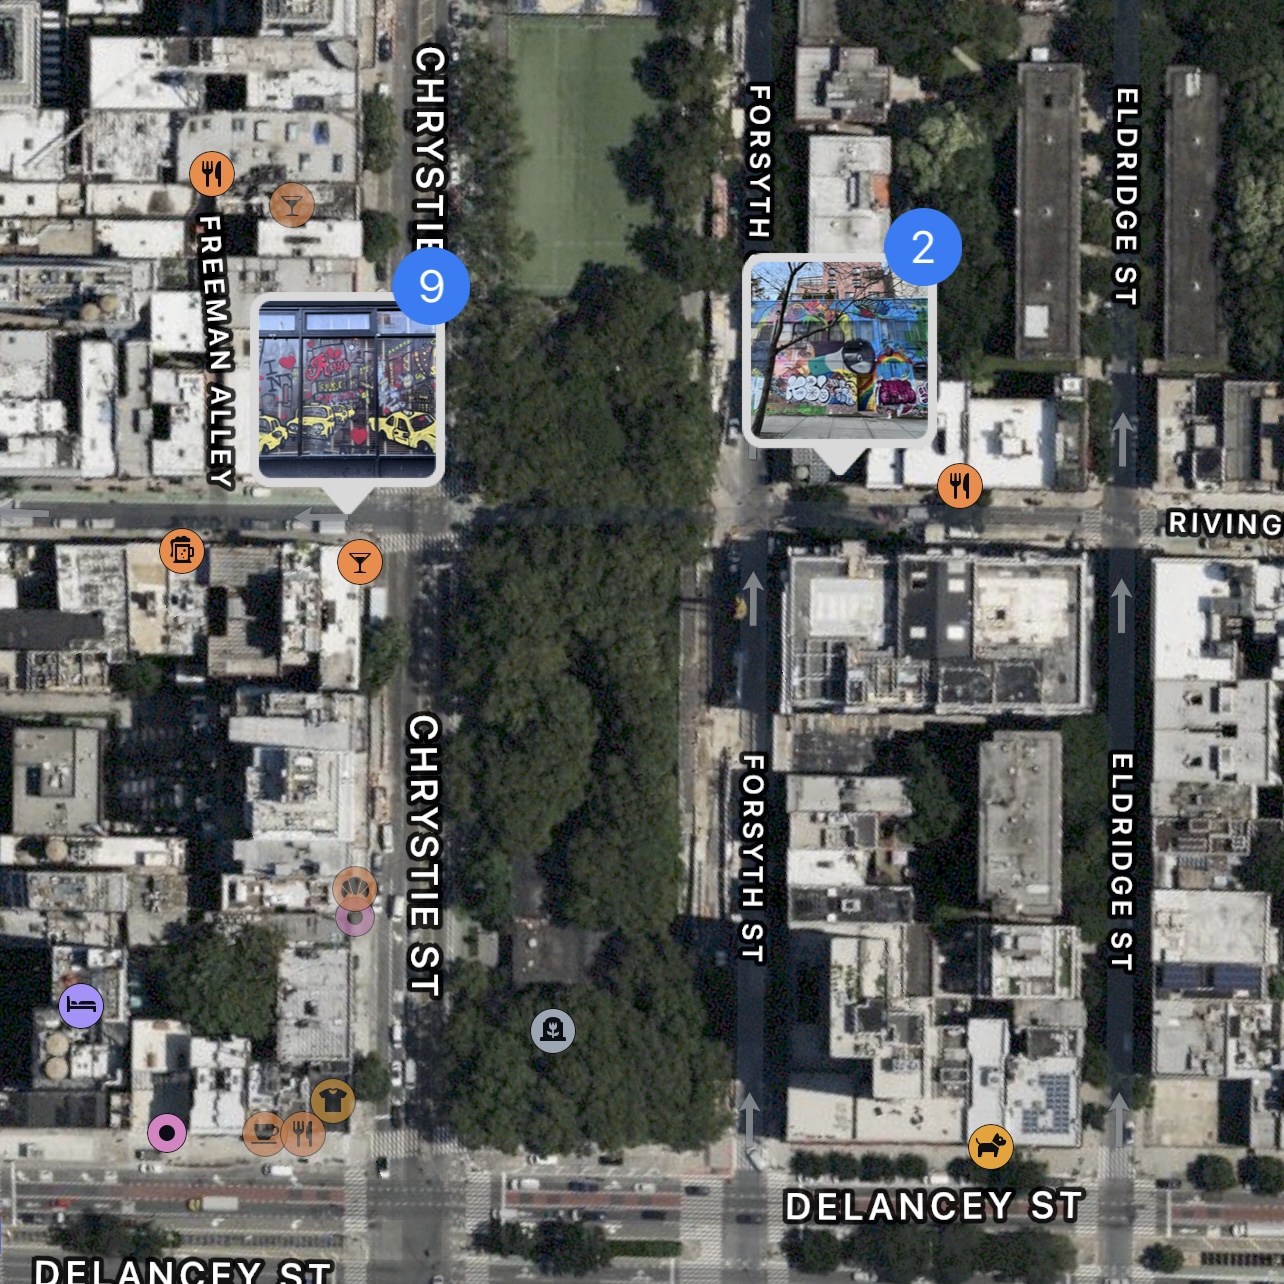 CHRYSTIE
FORSYTH
ELDRIDGE ST
FREEMAN ALLEY
9
2
RIVING
CHRYSTIE ST
FORSYTH ST
ELDRIDGE ST
DELANCEY ST
DELANCEY ST